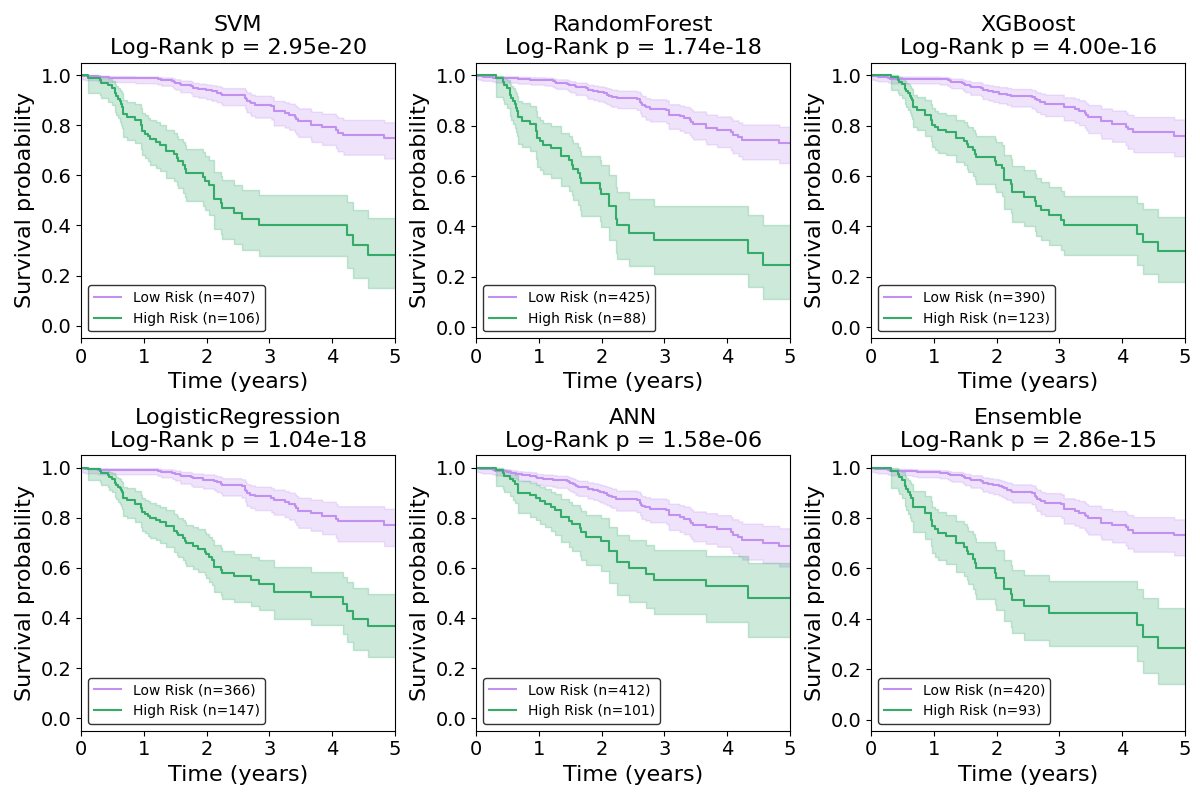 SVM
Log-Rank p = 2.95e-20
Survival probability
1.0
0.8
0.6
0.4
0.2
0.0
Low Risk (n=407)
High Risk (n=106)
0 1 2 3 4 5
Time (years)
RandomForest
Log-Rank p = 1.74e-18
Survival probability
1.0
0.8
0.6
0.4
0.2
0.0
Low Risk (n=425)
High Risk (n=88)
0 1 2 3 4 5
Time (years)
XGBoost
Log-Rank p = 4.00e-16
Survival probability
1.0
0.8
0.6
0.4
0.2
0.0
Low Risk (n=390)
High Risk (n=123)
0 1 2 3 4 5
Time (years)
LogisticRegression
Log-Rank p = 1.04e-18
Survival probability
1.0
0.8
0.6
0.4
0.2
0.0
Low Risk (n=366)
High Risk (n=147)
0 1 2 3 4 5
Time (years)
ANN
Log-Rank p = 1.58e-06
Survival probability
1.0
0.8
0.6
0.4
0.2
0.0
Low Risk (n=412)
High Risk (n=101)
0 1 2 3 4 5
Time (years)
Ensemble
Log-Rank p = 2.86e-15
Survival probability
1.0
0.8
0.6
0.4
0.2
0.0
Low Risk (n=420)
High Risk (n=93)
0 1 2 3 4 5
Time (years)